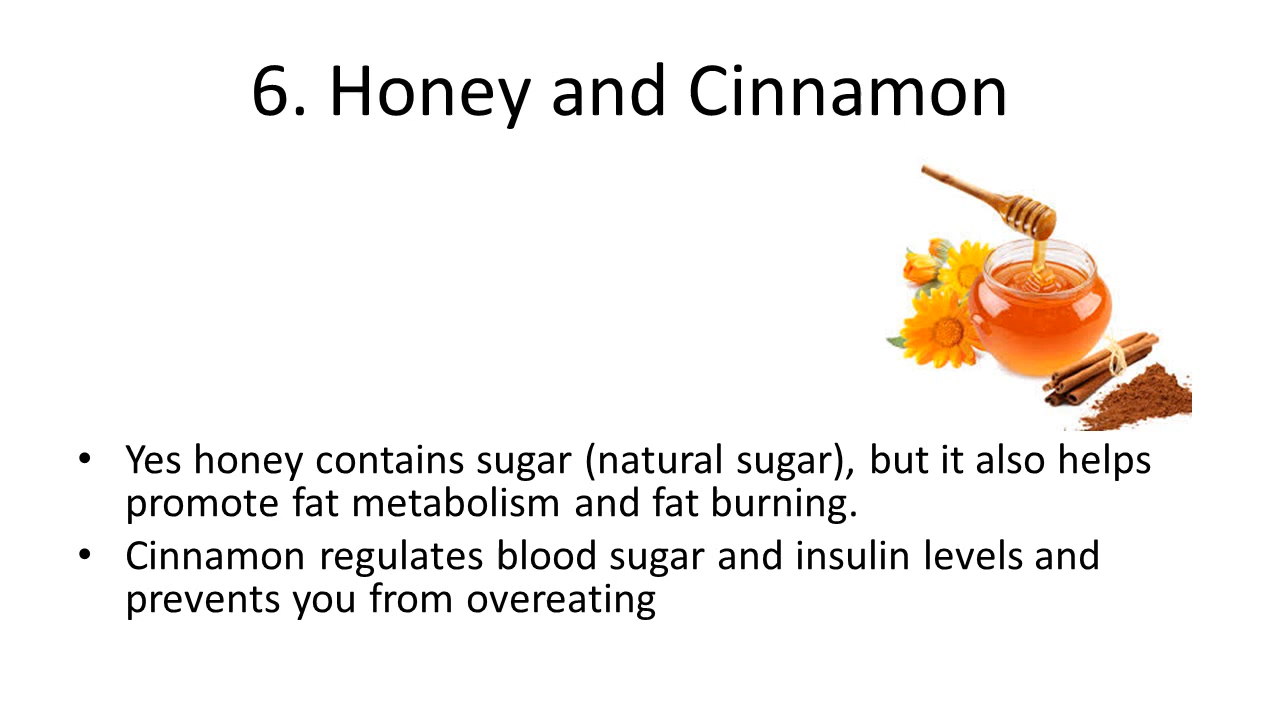 6. Honey and Cinnamon
• Yes honey contains sugar (natural sugar), but it also helps
promote fat metabolism and fat burning.
• Cinnamon regulates blood sugar and insulin levels and
prevents you from overeating